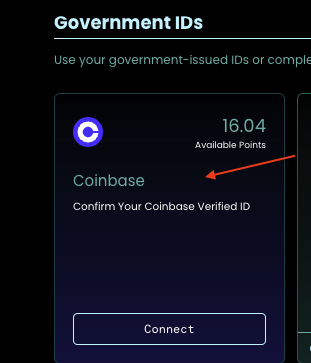 Government IDs
Use your government-issued IDs or comple
16.04
Available Points
Coinbase
Confirm Your Coinbase Verified ID
Connect